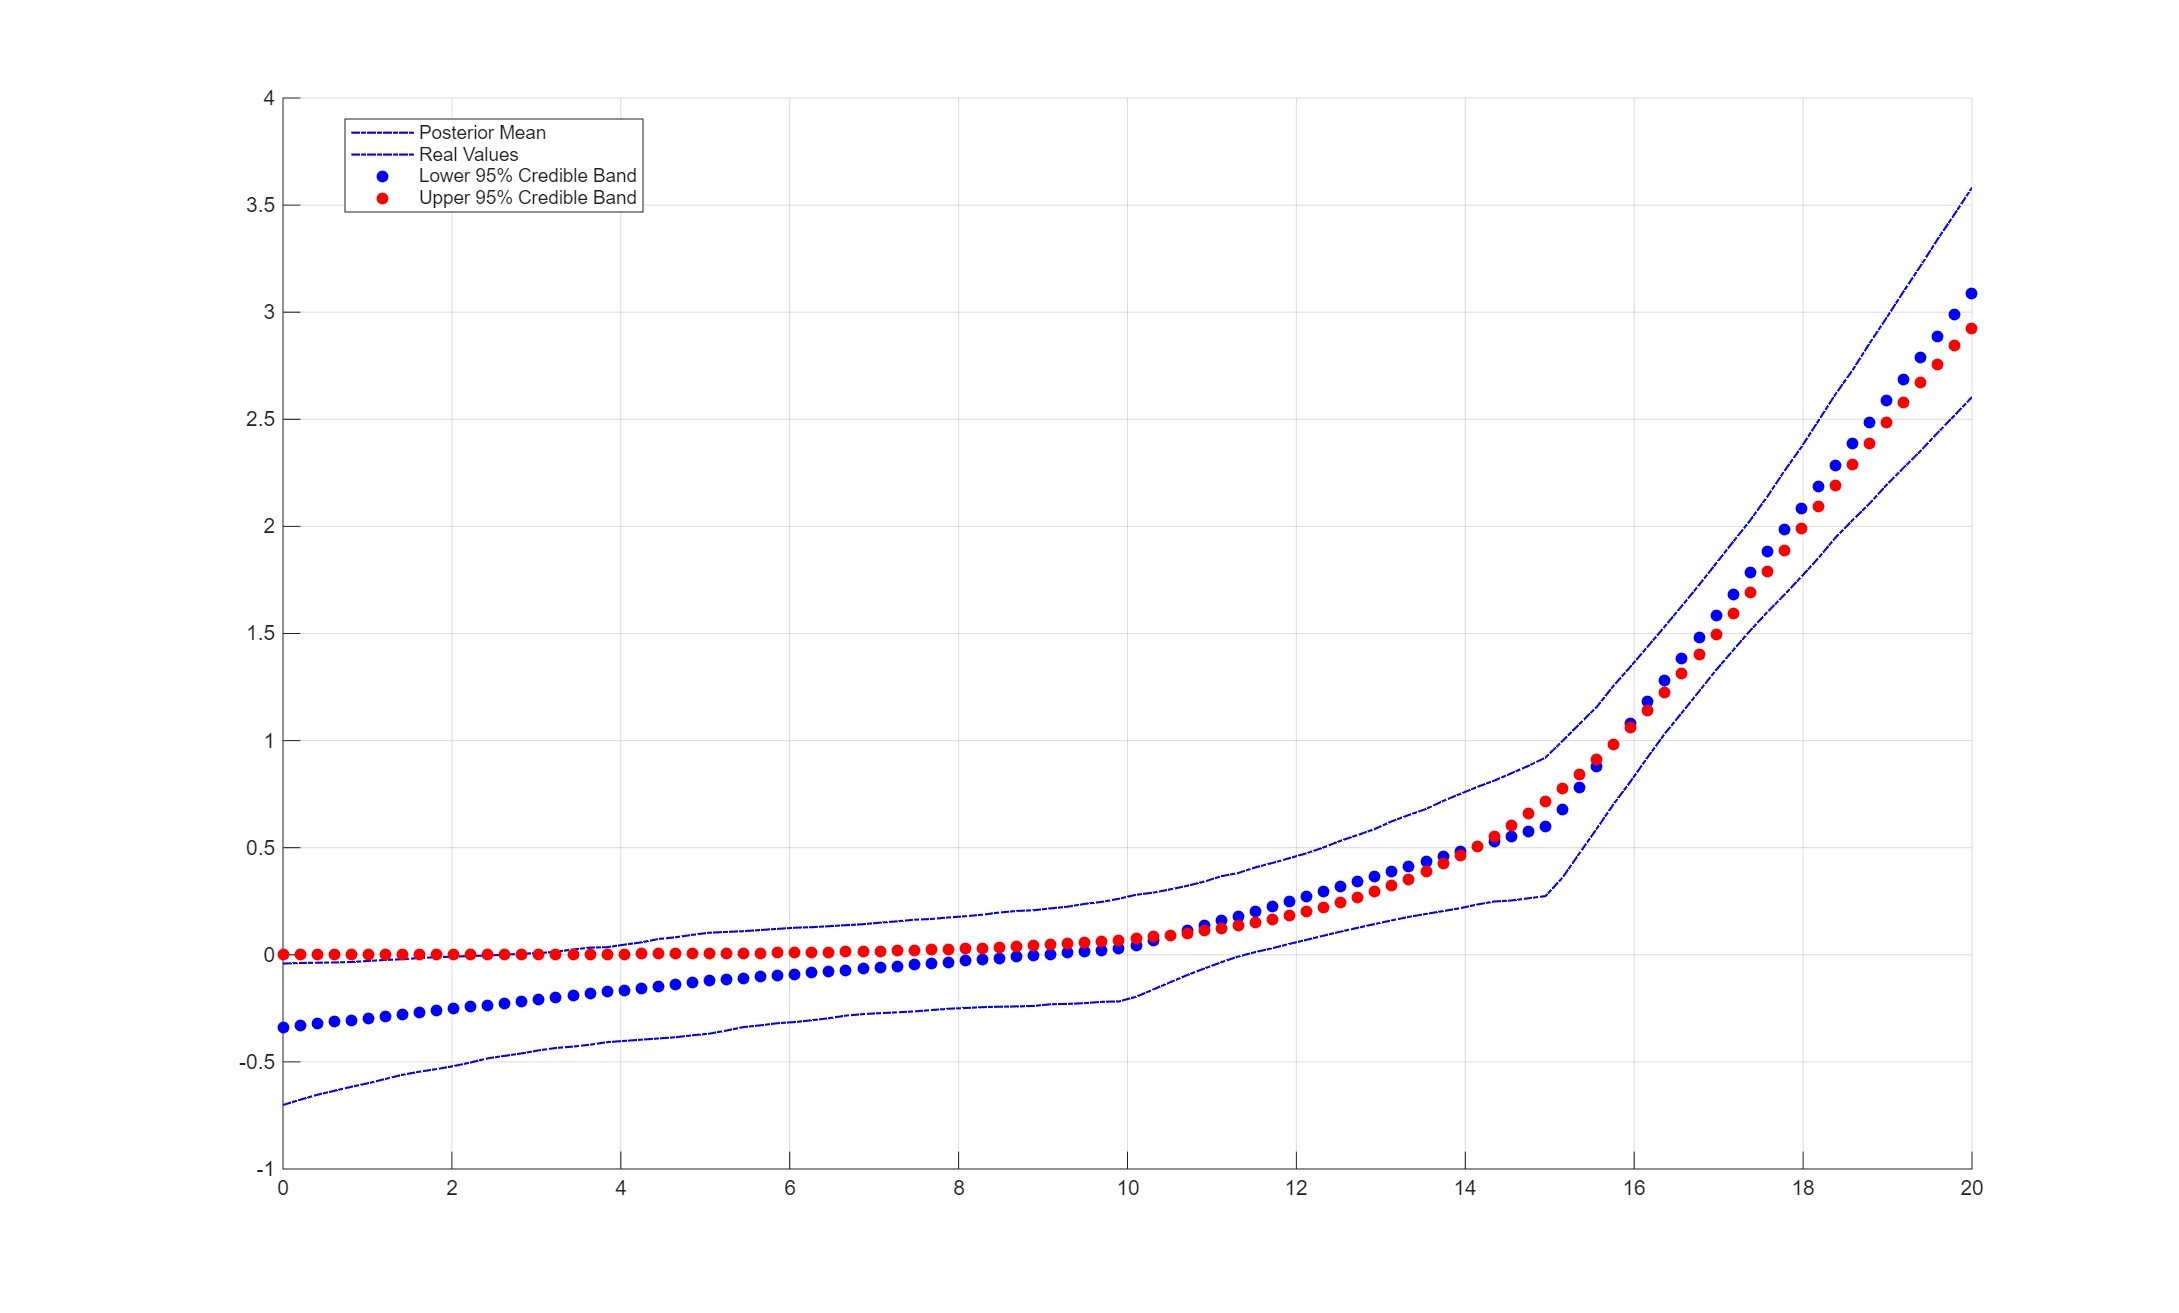 4
Posterior Mean
Real Values
Lower 95% Credible Band
Upper 95% Credible Band
3.5
3
2.5
2
1.5
1
0.5
0
-0.5
-1
0 2 4 6 8 10 12 14 16 18 20